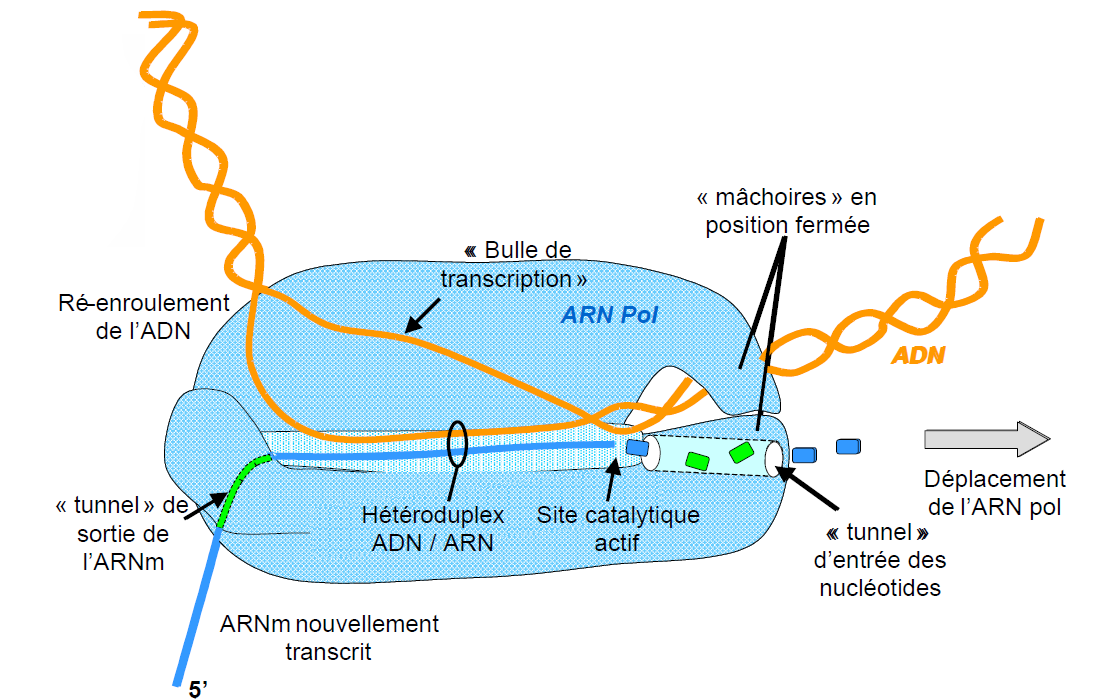 « mâchoires » en
position fermée
« Bulle de
transcription »
Ré-enroulement
de l’ADN
ARN Pol
ADN
Déplacement
de l’ARN pol
« tunnel » de
sortie de
l’ARNm
Hétéroduplex
ADN / ARN
Site catalytique
actif
« tunnel »
d’entrée des
nucléotides
ARNm nouvellement
transcrit
5’